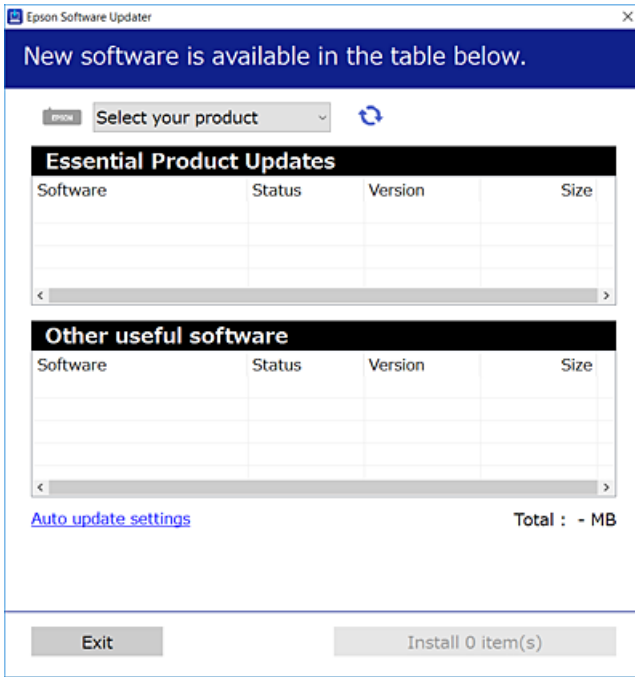 Epson Software Updater
New software is available in the table below.
EPSON Select your product
Essential Product Updates
Software Status Version Size
Other useful software
Software Status Version Size
Auto update settings Total : - MB
Exit Install 0 item(s)